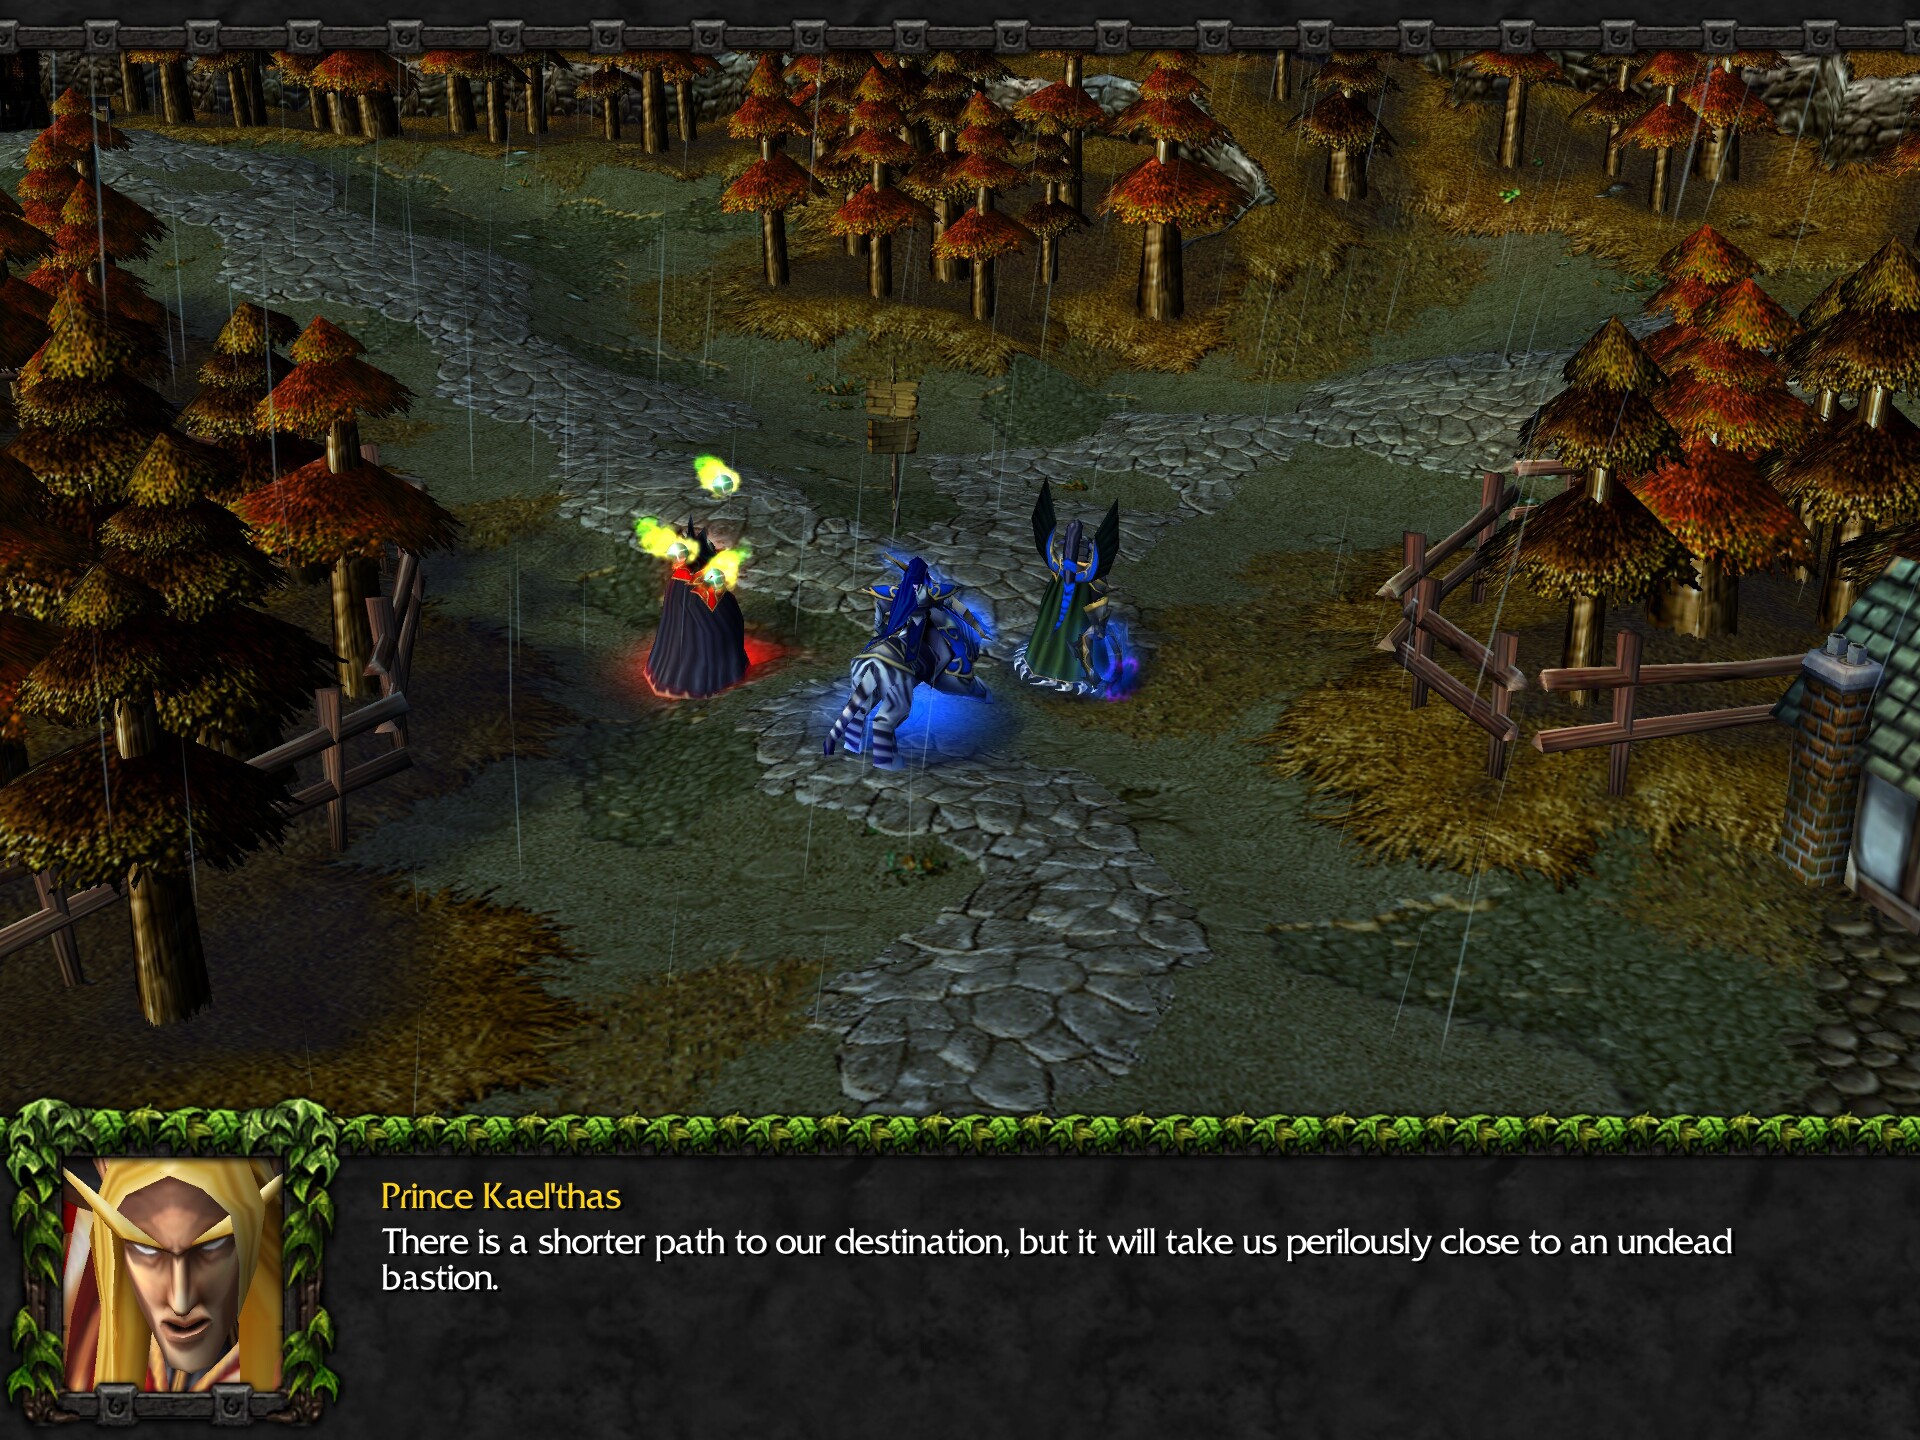 Prince Kael'thas
There is a shorter path to our destination, but it will take us perilously close to an undead
bastion.